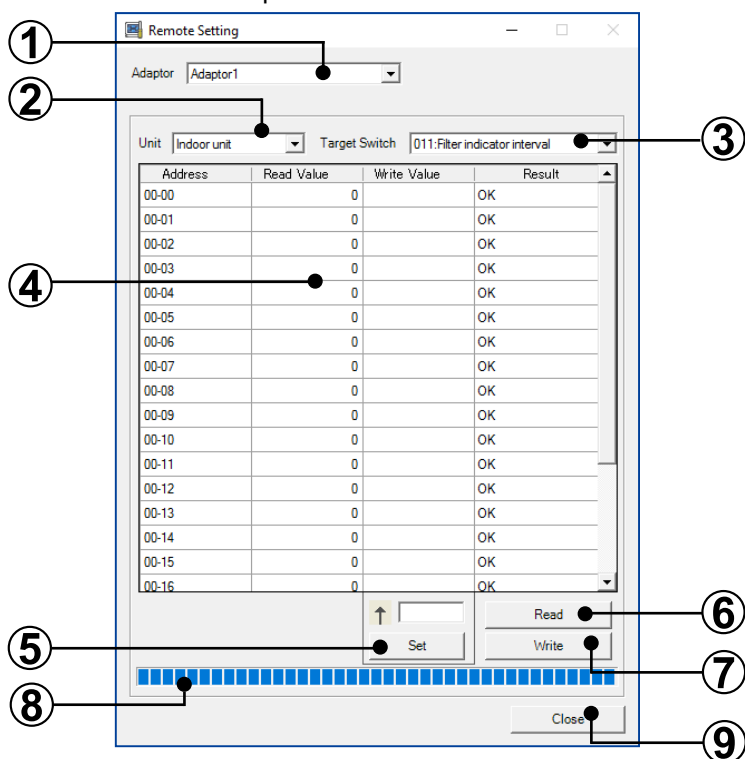 Remote Setting
1
Adaptor Adaptor1
2
Unit Indoor unit Target Switch 011:Filter indicator interval
3
Address Read Value Write Value Result
00-00 0 OK
00-01 0 OK
00-02 0 OK
00-03 0 OK
4
00-04 0 OK
00-05 0 OK
00-06 0 OK
00-07 0 OK
00-08 0 OK
00-09 0 OK
00-10 0 OK
00-11 0 OK
00-12 0 OK
00-13 0 OK
00-14 0 OK
00-15 0 OK
00-16 0 OK
↑ Read 6
5 Set Write 7
8
Close
9